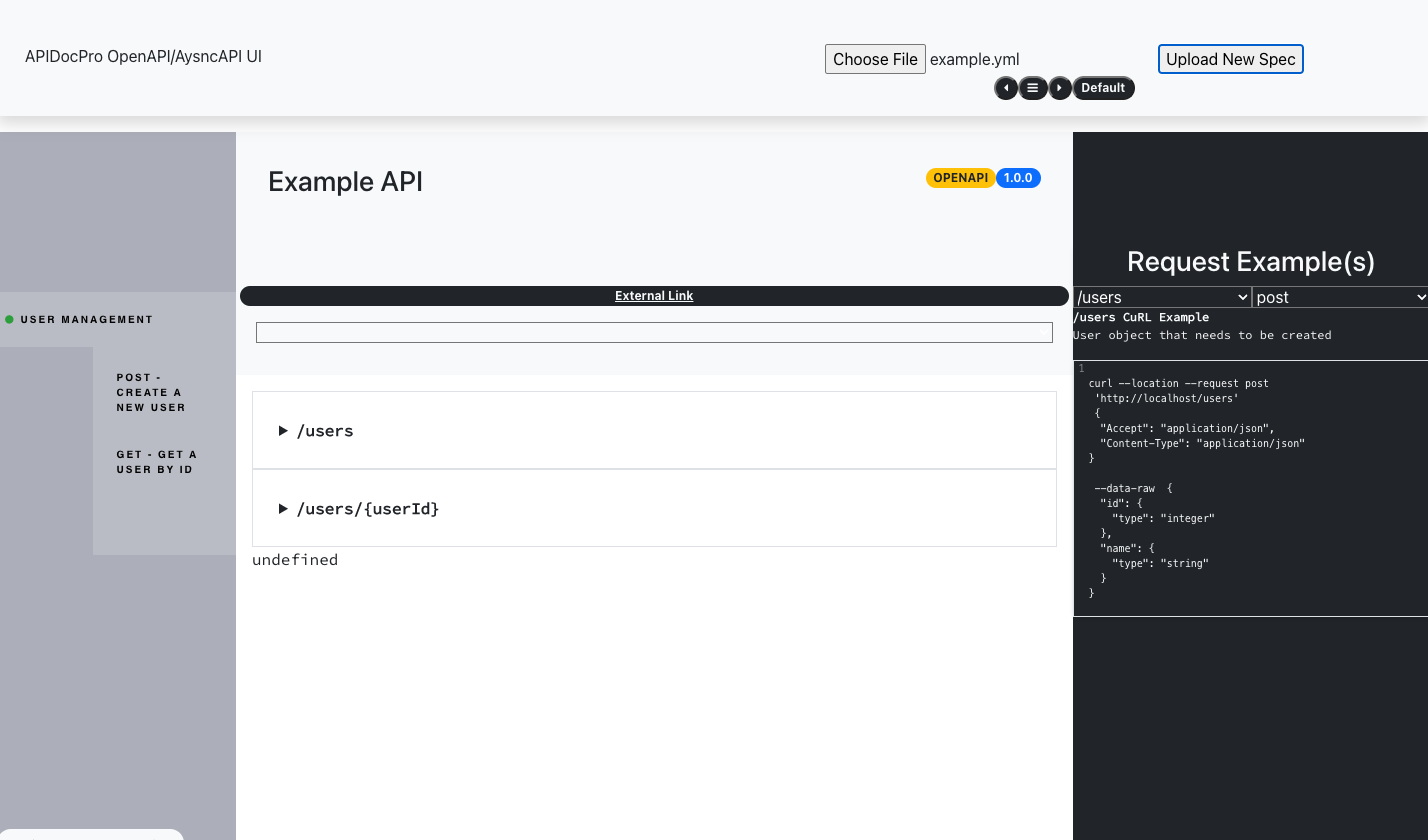 APIDocPro OpenAPI/AysncAPI UI
Choose File example.yml
Upload New Spec
Default
Example API
OPENAPI 1.0.0
External Link
USER MANAGEMENT
POST -
CREATE A
NEW USER
GET - GET A
USER BY ID
/users
/users/{userId}
undefined
Request Example(s)
/users post
/users CuRL Example
User object that needs to be created
1
curl --location --request post
'http://localhost/users'
{
"Accept": "application/json",
"Content-Type": "application/json"
}
--data-raw {
"id": {
"type": "integer"
},
"name": {
"type": "string"
}
}